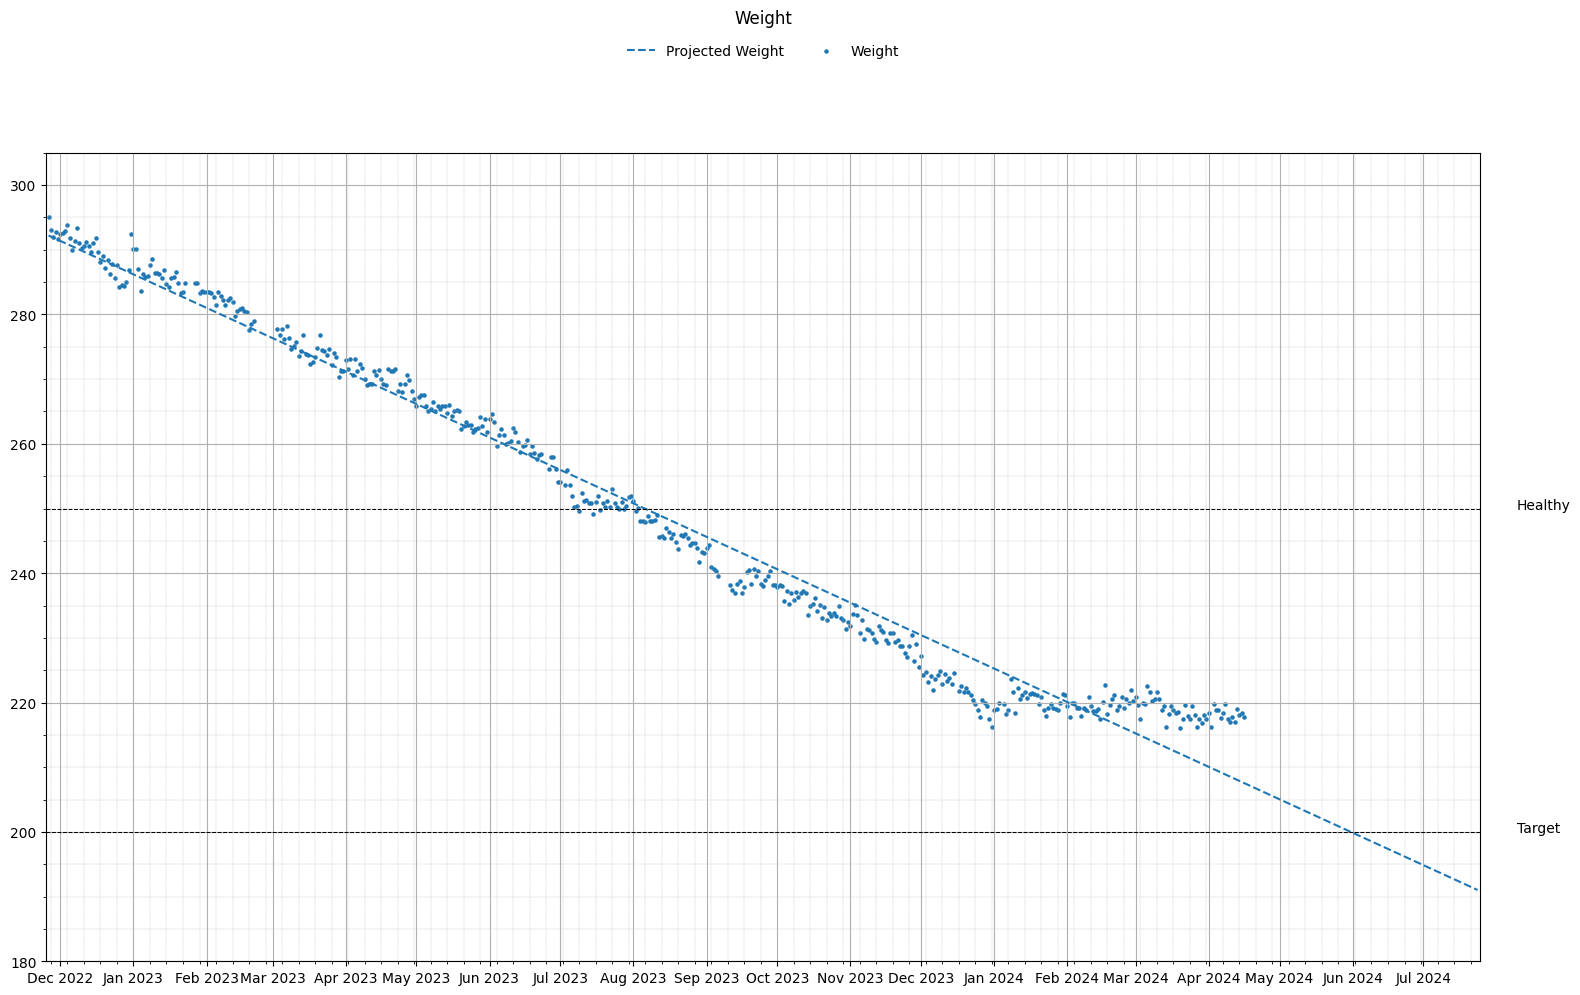 Weight
Projected Weight Weight
300
280
260
Healthy
240
220
200 Target
180
Dec 2022 Jan 2023 Feb 2023 Mar 2023 Apr 2023 May 2023 Jun 2023 Jul 2023 Aug 2023 Sep 2023 Oct 2023 Nov 2023 Dec 2023 Jan 2024 Feb 2024 Mar 2024 Apr 2024 May 2024 Jun 2024 Jul 2024